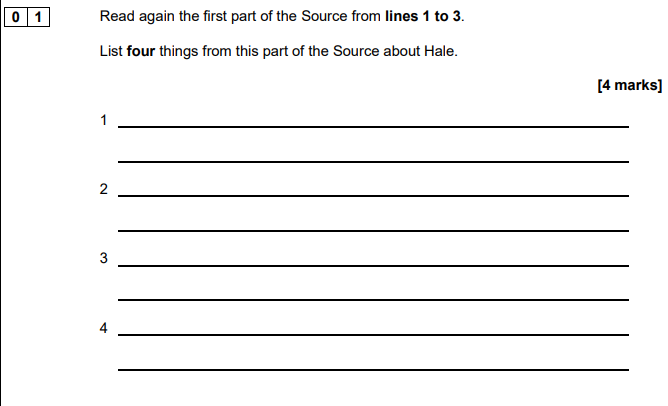 0 1 Read again the first part of the Source from lines 1 to 3.
List four things from this part of the Source about Hale.
[4 marks]
1
2
3
4